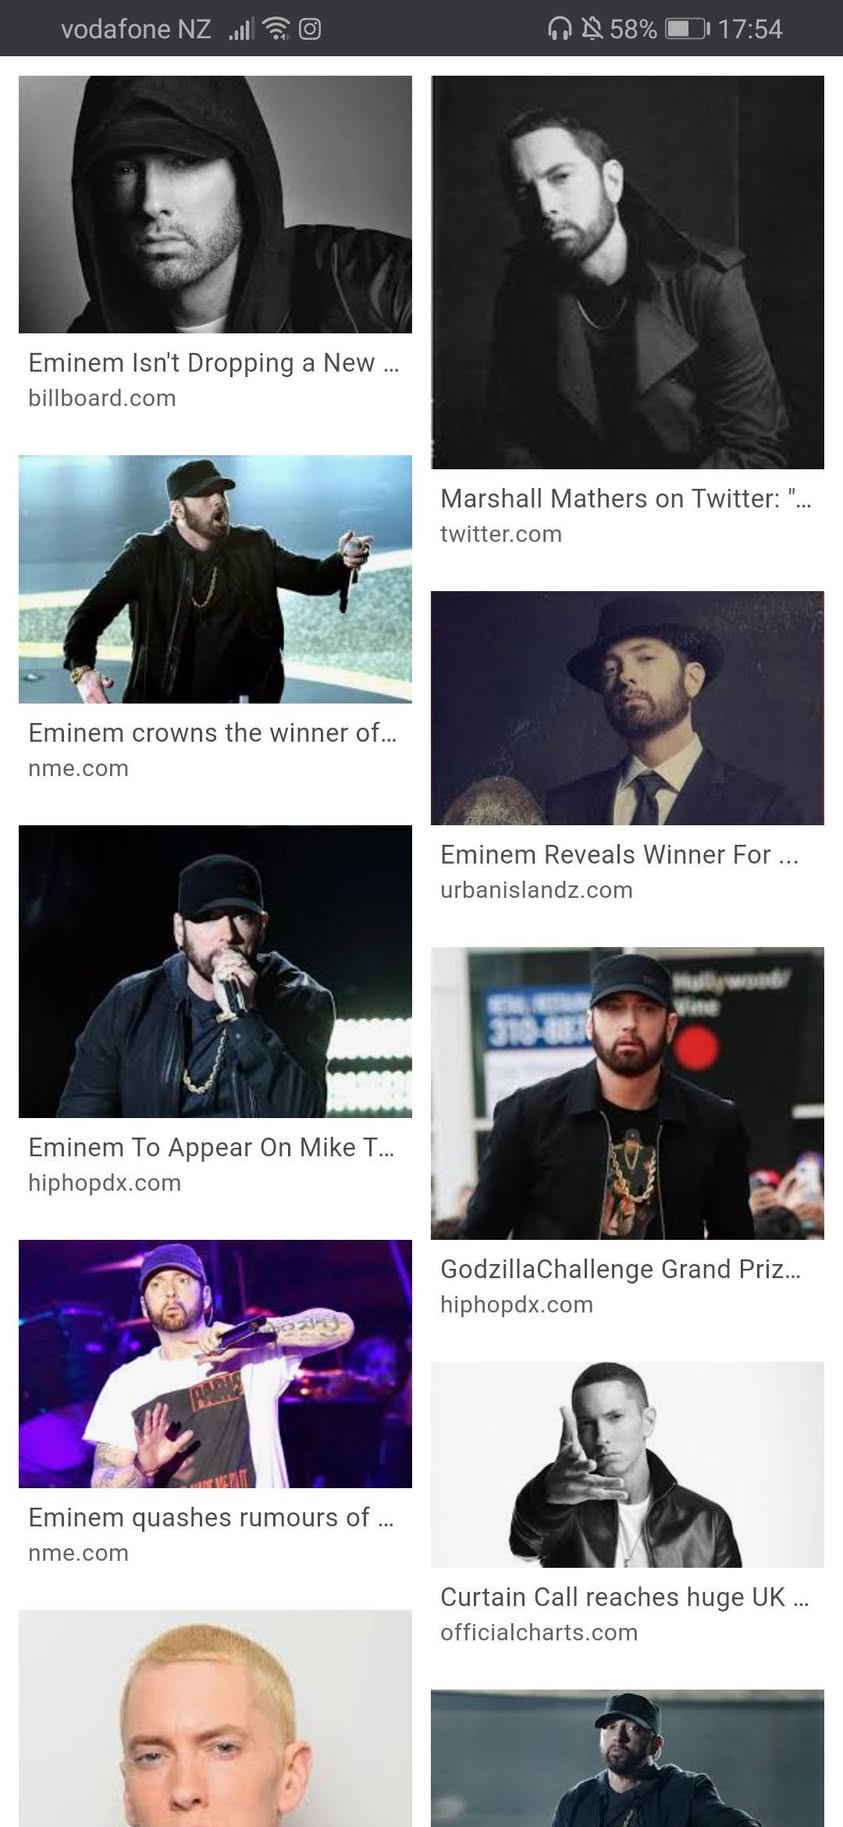 vodafone NZ 58% 17:54
Eminem Isn't Dropping a New ...
billboard.com
Marshall Mathers on Twitter: "...
twitter.com
Eminem crowns the winner of...
nme.com
Eminem Reveals Winner For ...
urbanislandz.com
Hollywood/
Vine
Eminem To Appear On Mike T...
hiphopdx.com
GodzillaChallenge Grand Priz...
hiphopdx.com
Eminem quashes rumours of ...
nme.com
Curtain Call reaches huge UK ...
officialcharts.com